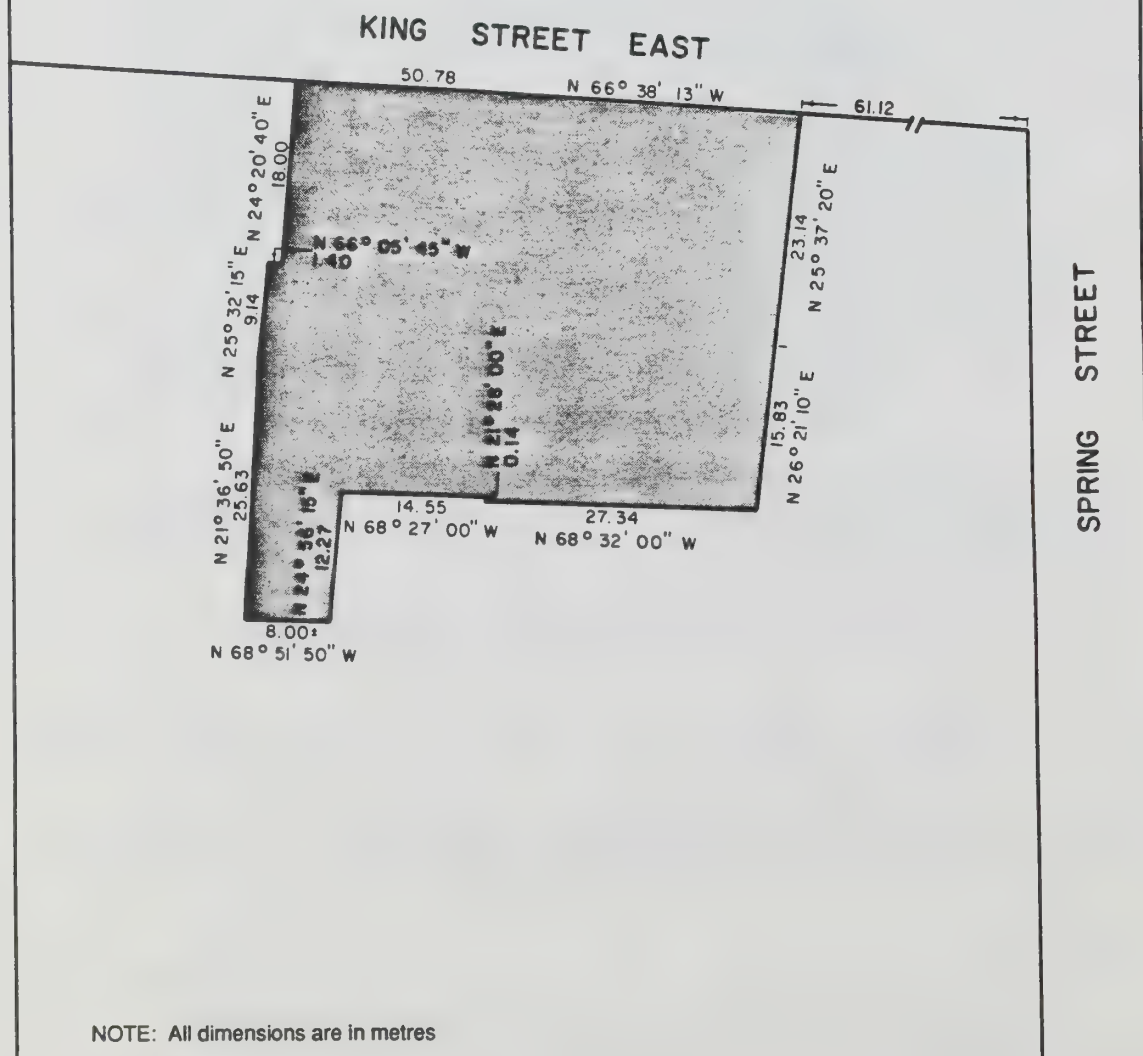 KING STREET EAST
50.78
N 66° 38' 13" W
61.12
N 24° 20' 40" E
18.00
N 66° 05' 45" W
1.40
N 25° 32' 15" E
9.14
23.14
N 25° 37' 20" E
SPRING STREET
N 21° 28' 00" E
0.14
15.83
N 26° 21' 10" E
N 21° 36' 50" E
25.63
N 24° 56' 15" E
12.27
14.55
N 68° 27' 00" W
27.34
N 68° 32' 00" W
8.00±
N 68° 51' 50" W
NOTE: All dimensions are in metres